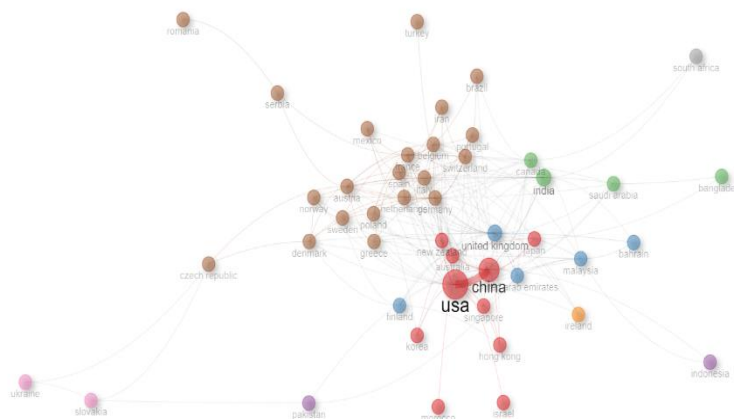 romania
turkey
south africa
brazil
serbia
iran
mexico
portugal
belgium
france
switzerland
canada
spain
italy
india
saudi arabia
austria
norway
netherlands
germany
poland
sweden
denmark
greece
new zealand
united kingdom
japan
bahrain
australia
malaysia
czech republic
china
arab emirates
usa
finland
singapore
ireland
korea
hong kong
indonesia
ukraine
slovakia
pakistan
israel